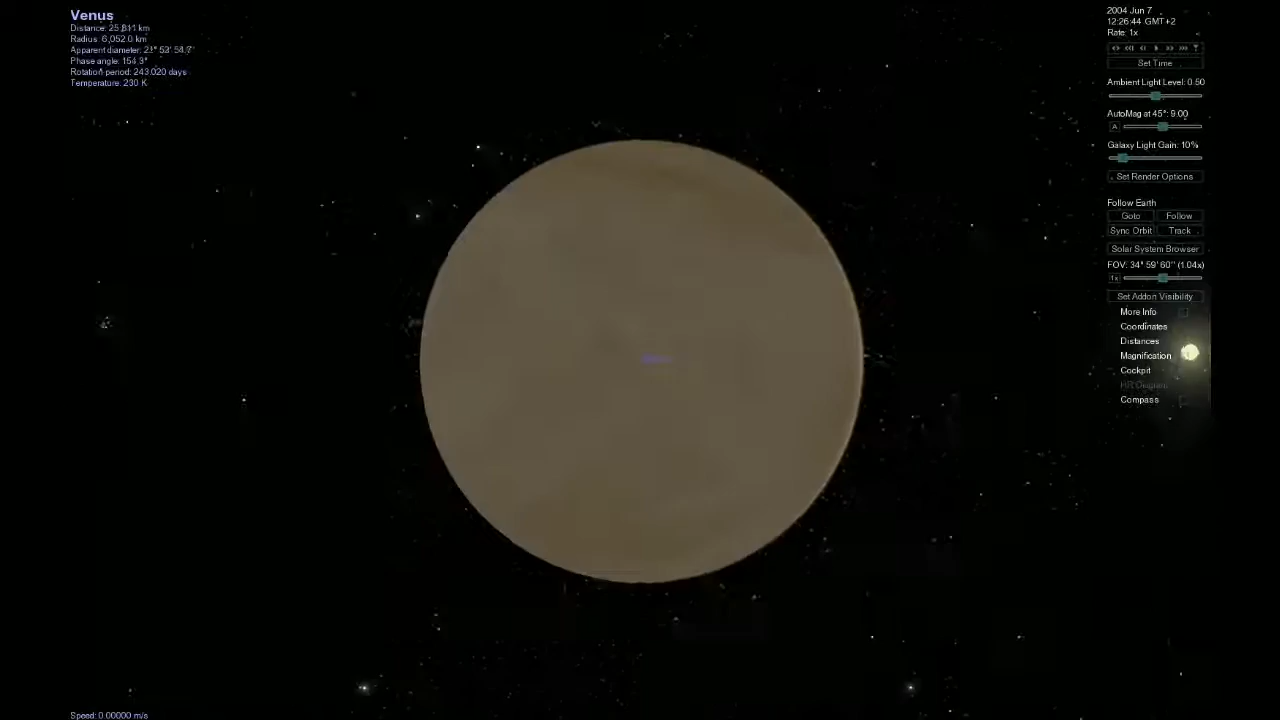 Venus
Distance: 25,811 km
Radius: 6,052.0 km
Apparent diameter: 21° 53' 54.7"
Phase angle: 154.3°
Rotation period: 243.020 days
Temperature: 230 K
2004 Jun 7
12:26:44 GMT+2
Rate: 1x
Set Time
Ambient Light Level: 0.50
AutoMag at 45°: 9.00
A
Galaxy Light Gain: 10%
Set Render Options
Follow Earth
Goto Follow
Sync Orbit Track
Solar System Browser
FOV: 34° 59' 60'' (1.04x)
1x
Set Addon Visibility
More Info
Coordinates
Distances
Magnification
Cockpit
HR Diagram
Compass
Speed: 0.00000 m/s